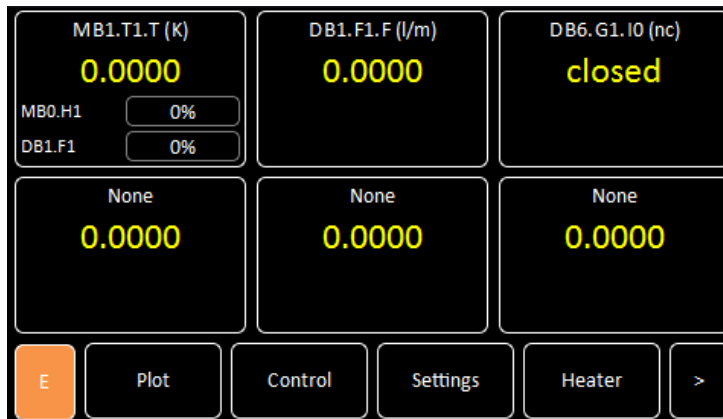 MB1.T1.T (K)
0.0000
MB0.H1 0%
DB1.F1 0%
DB1.F1.F (l/m)
0.0000
DB6.G1.I0 (nc)
closed
None
0.0000
None
0.0000
None
0.0000
E
Plot
Control
Settings
Heater
>